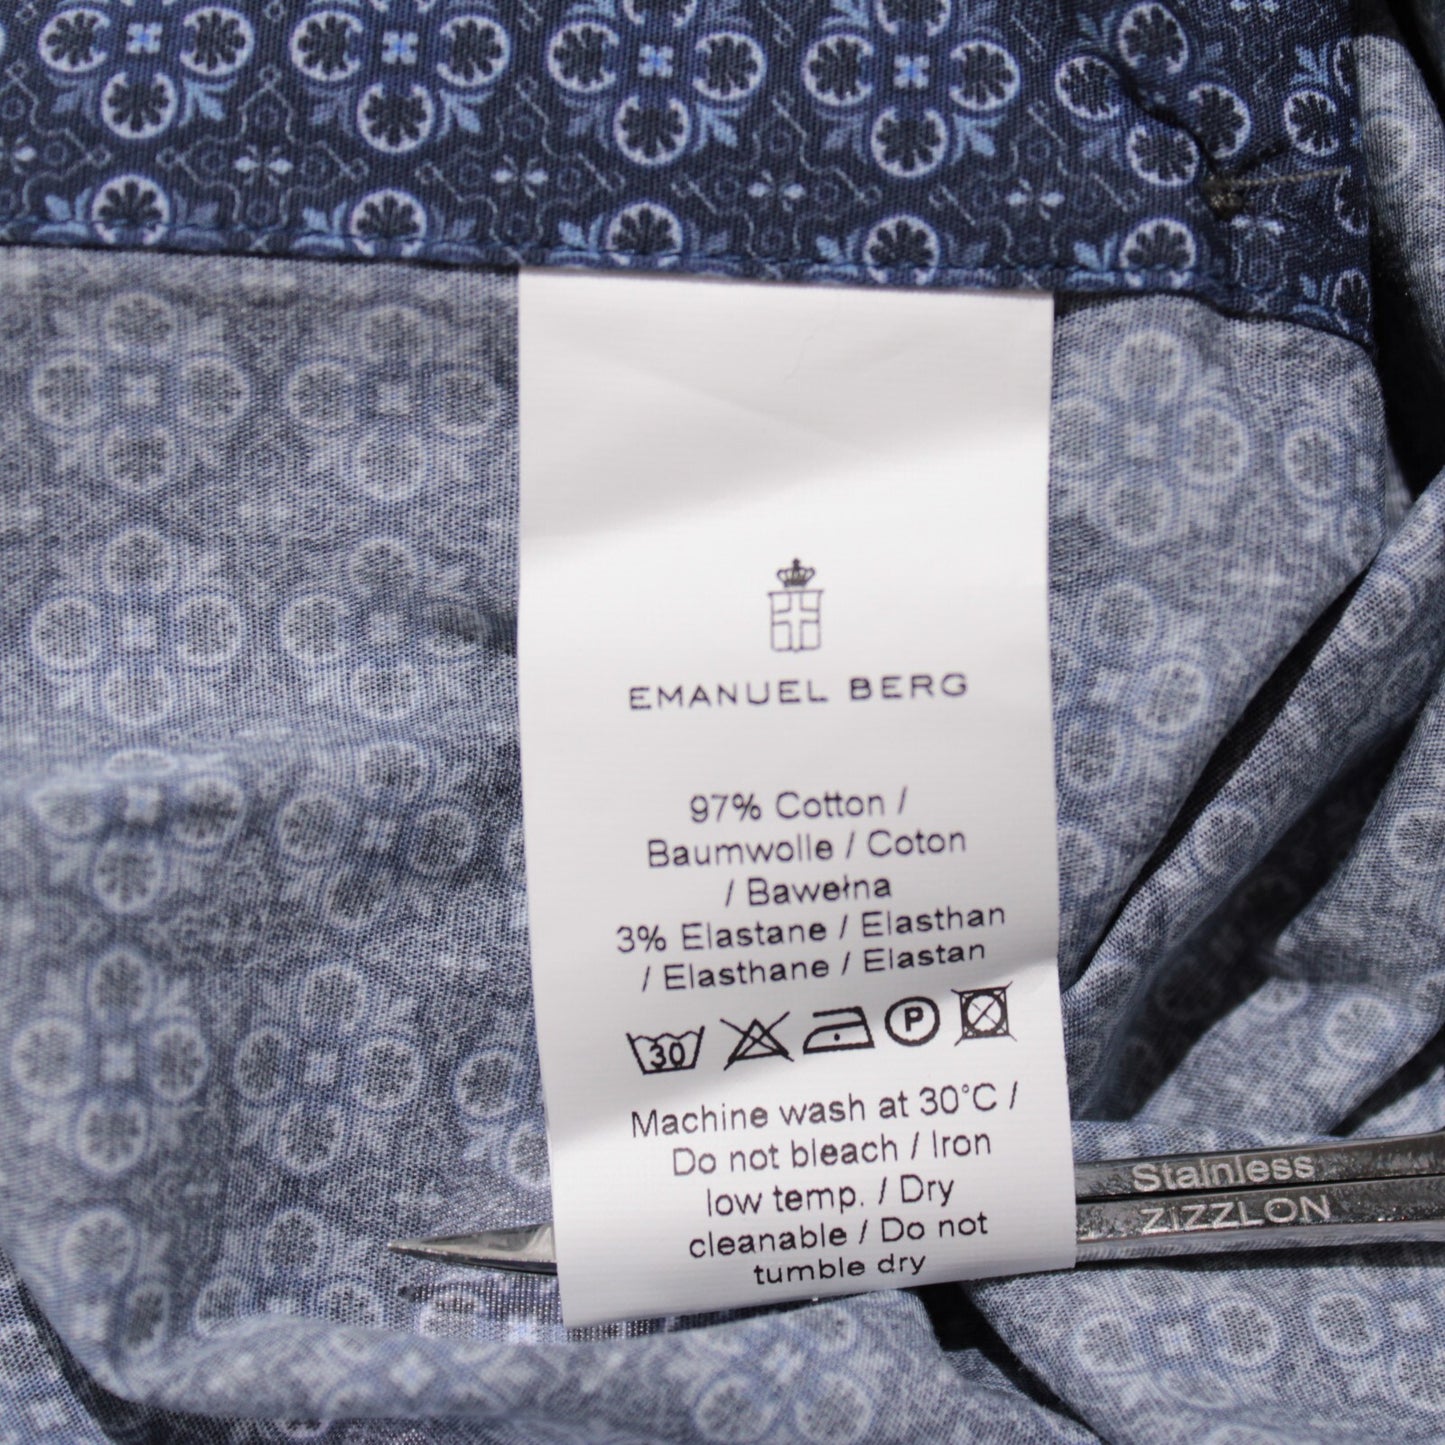 EMANUEL BERG
97% Cotton /
Baumwolle / Coton
/ Bawełna
3% Elastane / Elasthan
/ Elasthane / Elastan
30 P
Machine wash at 30°C /
Do not bleach / Iron
low temp. / Dry
cleanable / Do not
tumble dry
Stainless
ZIZZLON